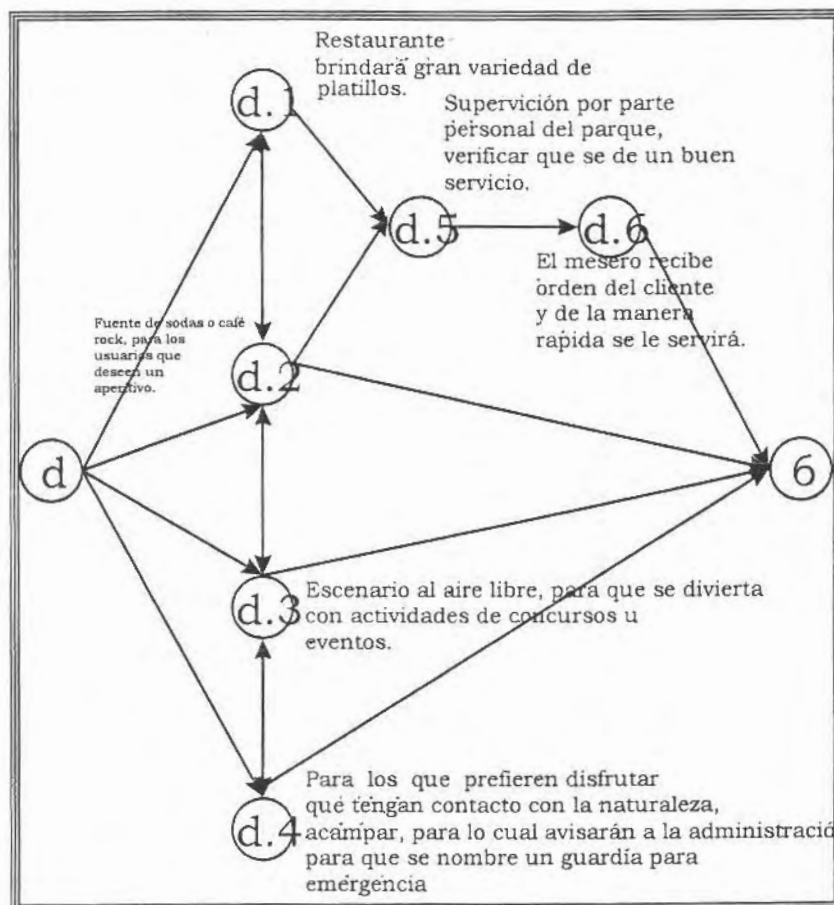 Restaurante
brindará gran variedad de
platillos.
d.1
Supervición por parte
personal del parque,
verificar que se de un buen
servicio.
d.5
d.6
El mesero recibe
orden del cliente
y de la manera
rapida se le servirá.
Fuente de sodas o café
rock, para los
usuarios que
deseen un
aperitivo.
d.2
d
6
d.3
Escenario al aire libre, para que se divierta
con actividades de concursos u
eventos.
d.4
Para los que prefieren disfrutar
que tengan contacto con la naturaleza,
acampar, para lo cual avisarán a la administració
para que se nombre un guardía para
emergencia